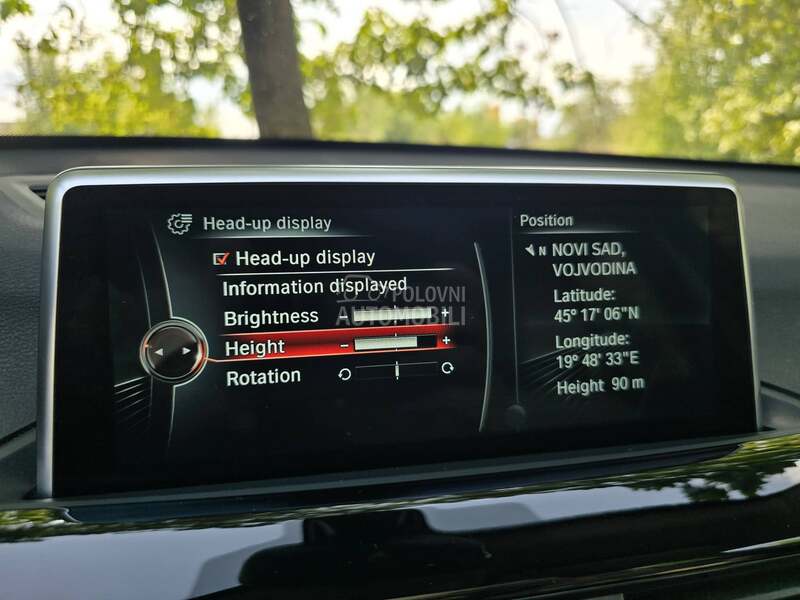 Head-up display
Head-up display
Information displayed
Brightness - +
Height - +
Rotation
Position
N NOVI SAD,
VOJVODINA
Latitude:
45° 17' 06"N
Longitude:
19° 48' 33"E
Height 90 m
POLOVNI
AUTOMOBILI